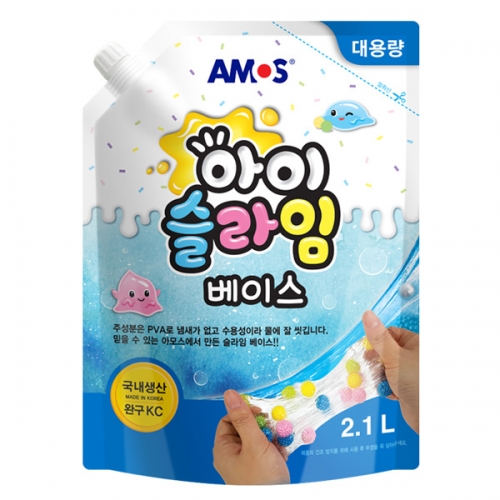 대용량
AMOS
아이
슬라임
베이스
주성분은 PVA로 냄새가 없고 수용성이라 물에 잘 씻깁니다.
믿을 수 있는 아모스에서 만든 슬라임 베이스!!
국내생산
MADE IN KOREA
완구 KC
2.1 L